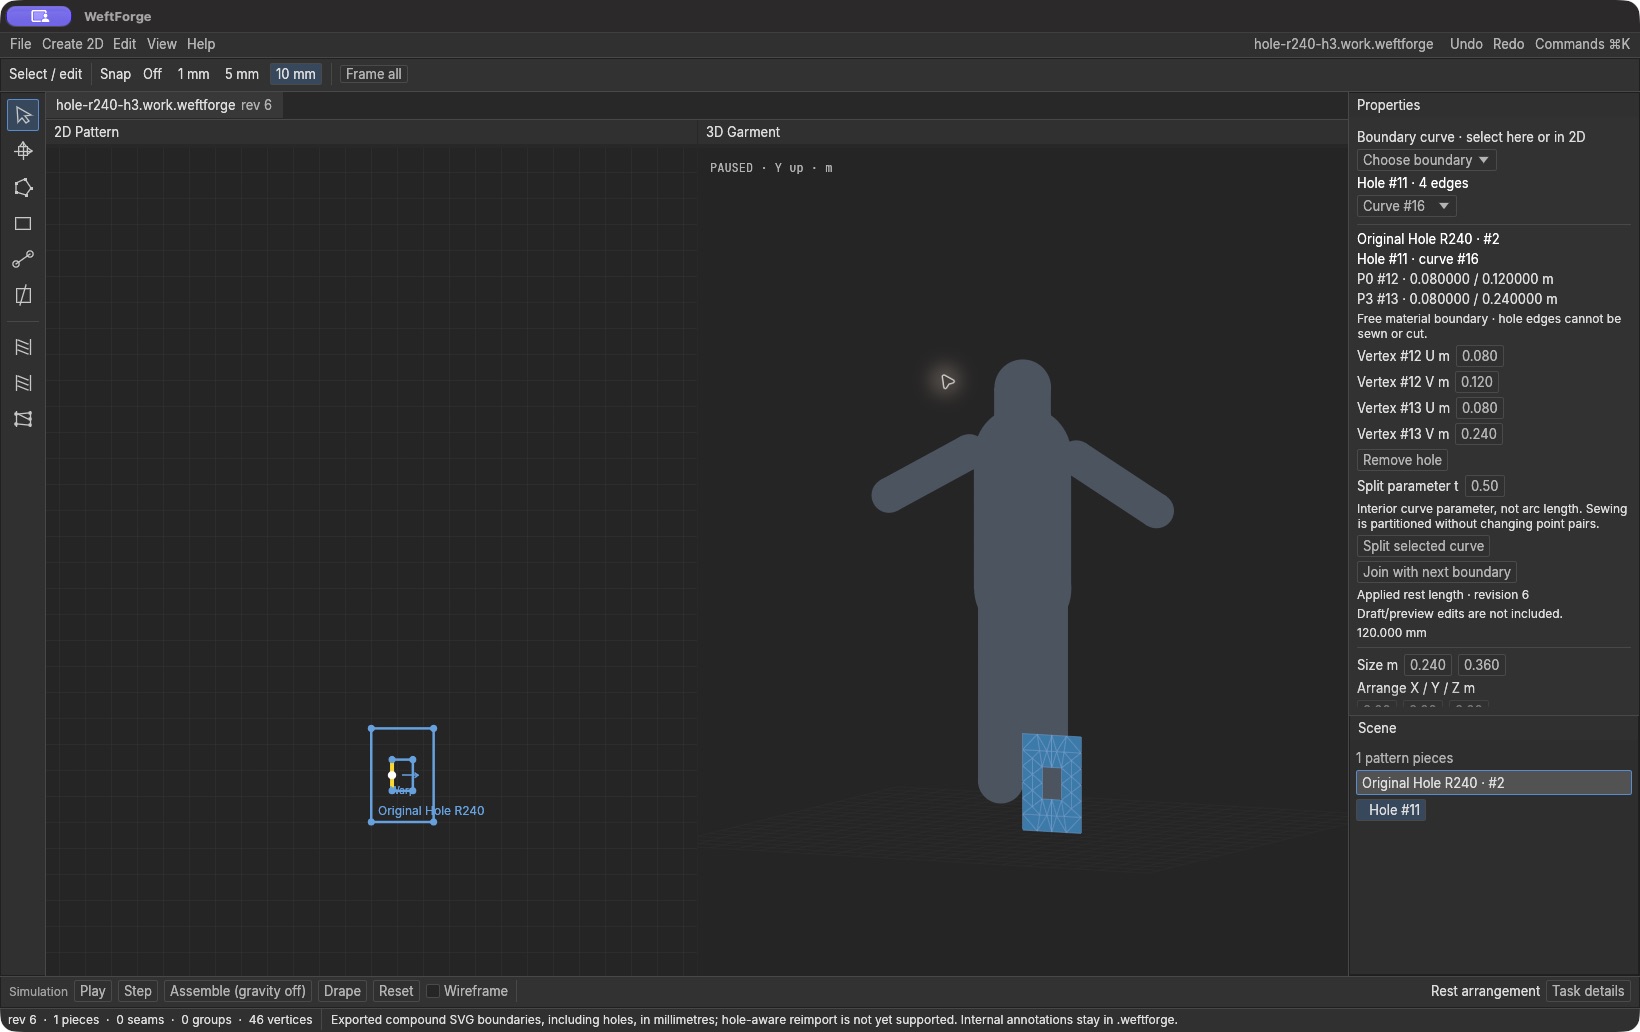 WeftForge
File Create 2D Edit View Help
hole-r240-h3.work.weftforge Undo Redo Commands ⌘K
Select / edit Snap Off 1 mm 5 mm 10 mm Frame all
hole-r240-h3.work.weftforge rev 6
2D Pattern
Warp
Original Hole R240
3D Garment
PAUSED · Y up · m
Properties
Boundary curve · select here or in 2D
Choose boundary
Hole #11 · 4 edges
Curve #16
Original Hole R240 · #2
Hole #11 · curve #16
P0 #12 · 0.080000 / 0.120000 m
P3 #13 · 0.080000 / 0.240000 m
Free material boundary · hole edges cannot be
sewn or cut.
Vertex #12 U m 0.080
Vertex #12 V m 0.120
Vertex #13 U m 0.080
Vertex #13 V m 0.240
Remove hole
Split parameter t 0.50
Interior curve parameter, not arc length. Sewing
is partitioned without changing point pairs.
Split selected curve
Join with next boundary
Applied rest length · revision 6
Draft/preview edits are not included.
120.000 mm
Size m 0.240 0.360
Arrange X / Y / Z m
Scene
1 pattern pieces
Original Hole R240 · #2
Hole #11
Simulation Play Step Assemble (gravity off) Drape Reset Wireframe
Rest arrangement Task details
rev 6 · 1 pieces · 0 seams · 0 groups · 46 vertices
Exported compound SVG boundaries, including holes, in millimetres; hole-aware reimport is not yet supported. Internal annotations stay in .weftforge.